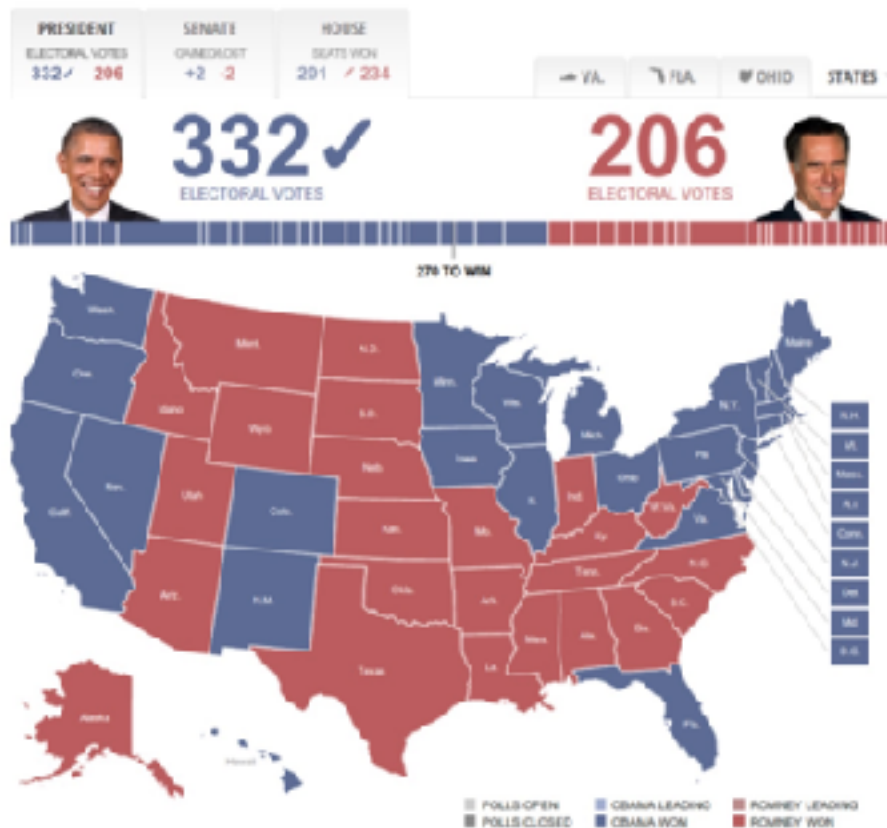 PRESIDENT
ELECTORAL VOTES
332✓ 206
SENATE
+2 -2
HOUSE
SEATS WON
201 234
VA.
FLA.
OHIO
STATES
332✓
ELECTORAL VOTES
206
ELECTORAL VOTES
270 TO WIN
Wash.
Ore.
Calif.
Nev.
Idaho
Mont.
Wyo.
Utah
Colo.
Ariz.
N.M.
N.D.
S.D.
Neb.
Kan.
Okla.
Texas
Minn.
Iowa
Mo.
Ark.
La.
Wis.
Mich.
Ind.
Ohio
Ky.
Tenn.
Miss.
Ala.
Ga.
Fla.
S.C.
N.C.
Va.
W.Va.
PA
N.Y.
Maine
N.H.
Vt.
Mass.
R.I.
Conn.
N.J.
Del
Md
D.C.
Alaska
Hawaii
POLLS OPEN
OBAMA LEADING
ROMNEY LEADING
POLLS CLOSED
OBAMA WON
ROMNEY WON